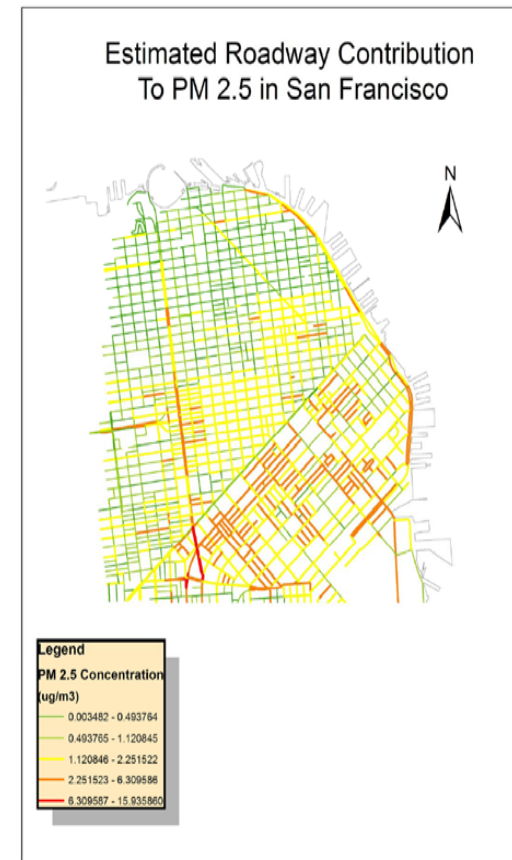 Estimated Roadway Contribution
To PM 2.5 in San Francisco
N
Legend
PM 2.5 Concentration
(ug/m3)
0.003482 - 0.493764
0.493765 - 1.120845
1.120846 - 2.251522
2.251523 - 6.309586
6.309587 - 15.935860